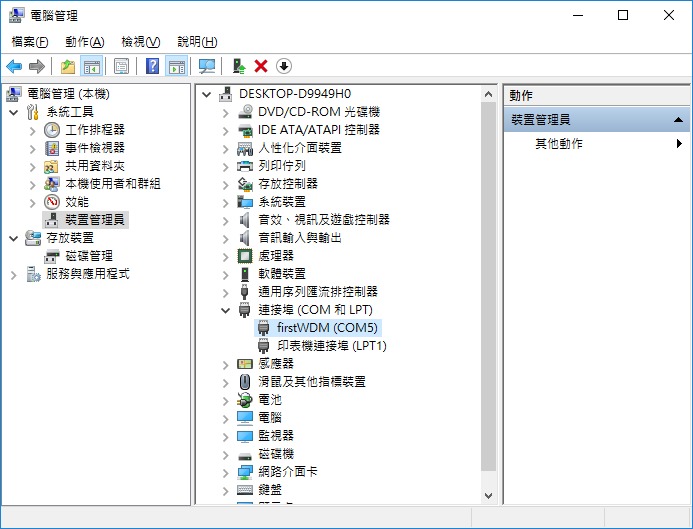 電腦管理
檔案(F) 動作(A) 檢視(V) 說明(H)
電腦管理 (本機)
系統工具
工作排程器
事件檢視器
共用資料夾
本機使用者和群組
效能
裝置管理員
存放裝置
磁碟管理
服務與應用程式
DESKTOP-D9949H0
DVD/CD-ROM 光碟機
IDE ATA/ATAPI 控制器
人性化介面裝置
列印佇列
存放控制器
系統裝置
音效、視訊及遊戲控制器
音訊輸入與輸出
處理器
軟體裝置
通用序列匯流排控制器
連接埠 (COM 和 LPT)
firstWDM (COM5)
印表機連接埠 (LPT1)
感應器
滑鼠及其他指標裝置
電池
電腦
監視器
磁碟機
網路介面卡
鍵盤
動作
裝置管理員
其他動作